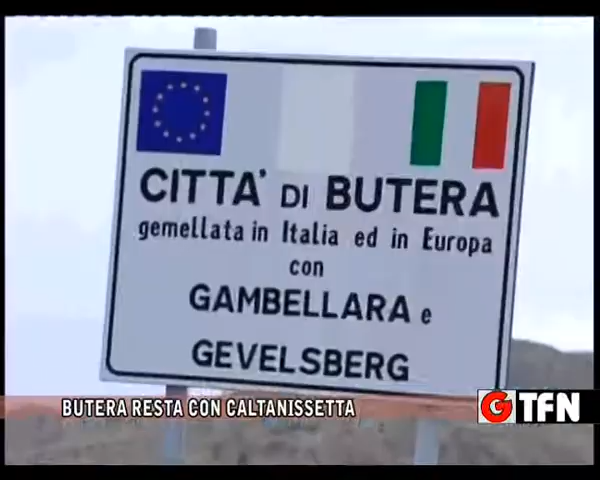 CITTA' DI BUTERA
gemellata in Italia ed in Europa
con
GAMBELLARA e
GEVELSBERG
BUTERA RESTA CON CALTANISSETTA
G TFN